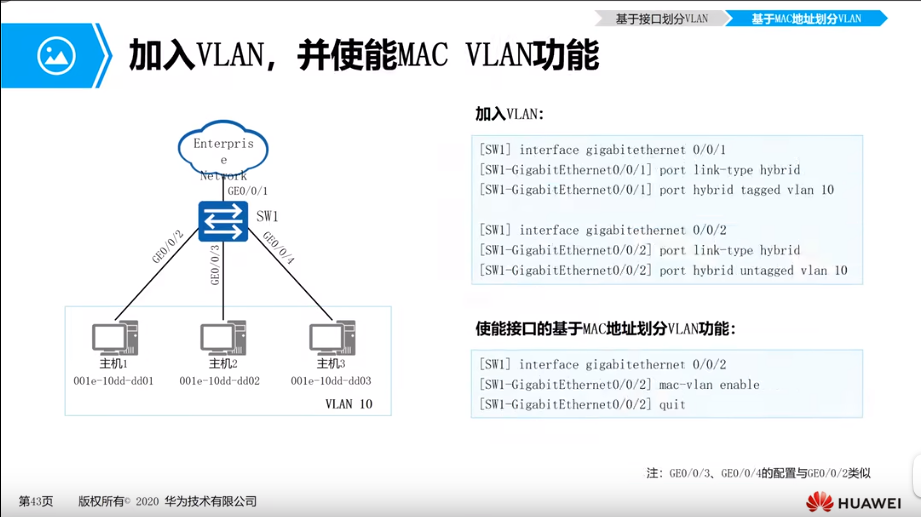 基于接口划分VLAN
基于MAC地址划分VLAN
加入VLAN，并使能MAC VLAN功能
Enterpris
e
Network
GE0/0/1
SW1
GE0/0/2
GE0/0/3
GE0/0/4
主机1
001e-10dd-dd01
主机2
001e-10dd-dd02
主机3
001e-10dd-dd03
VLAN 10
加入VLAN：
[SW1] interface gigabitethernet 0/0/1
[SW1-GigabitEthernet0/0/1] port link-type hybrid
[SW1-GigabitEthernet0/0/1] port hybrid tagged vlan 10
[SW1] interface gigabitethernet 0/0/2
[SW1-GigabitEthernet0/0/2] port link-type hybrid
[SW1-GigabitEthernet0/0/2] port hybrid untagged vlan 10
使能接口的基于MAC地址划分VLAN功能：
[SW1] interface gigabitethernet 0/0/2
[SW1-GigabitEthernet0/0/2] mac-vlan enable
[SW1-GigabitEthernet0/0/2] quit
注：GE0/0/3、GE0/0/4的配置与GE0/0/2类似
第43页 版权所有© 2020 华为技术有限公司
HUAWEI